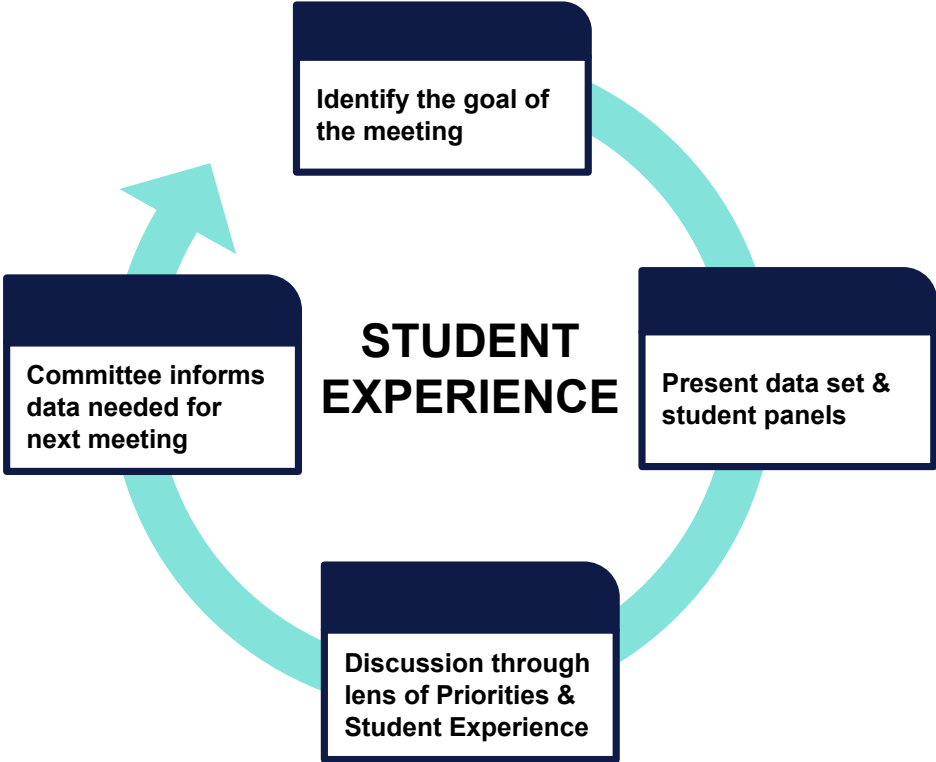 Identify the goal of
the meeting
Present data set &
student panels
Discussion through
lens of Priorities &
Student Experience
Committee informs
data needed for
next meeting
STUDENT
EXPERIENCE